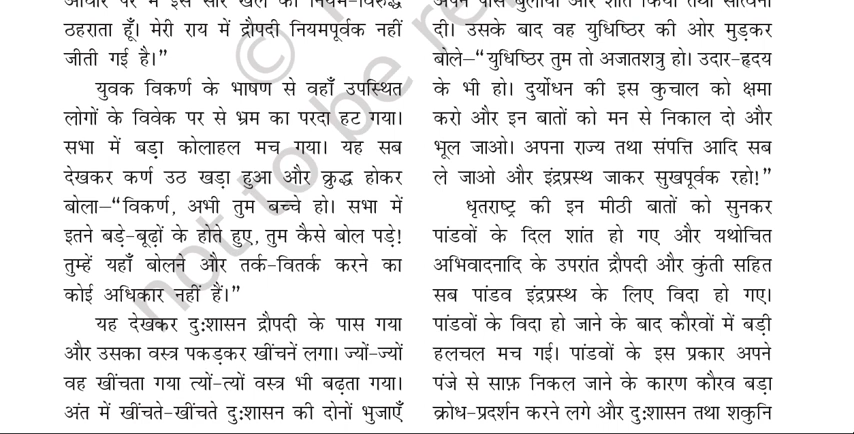 आधार पर मैं इस सारे खेल को नियम-विरुद्ध
ठहराता हूँ। मेरी राय में द्रौपदी नियमपूर्वक नहीं
जीती गई है।”
युवक विकर्ण के भाषण से वहाँ उपस्थित
लोगों के विवेक पर से भ्रम का परदा हट गया।
सभा में बड़ा कोलाहल मच गया। यह सब
देखकर कर्ण उठ खड़ा हुआ और क्रुद्ध होकर
बोला–“विकर्ण, अभी तुम बच्चे हो। सभा में
इतने बड़े-बूढ़ों के होते हुए, तुम कैसे बोल पड़े!
तुम्हें यहाँ बोलने और तर्क-वितर्क करने का
कोई अधिकार नहीं हैं।”
यह देखकर दु:शासन द्रौपदी के पास गया
और उसका वस्त्र पकड़कर खींचनें लगा। ज्यों-ज्यों
वह खींचता गया त्यों-त्यों वस्त्र भी बढ़ता गया।
अंत में खींचते-खींचते दु:शासन की दोनों भुजाएँ
अपने पास बुलाया और शांत किया तथा सांत्वना
दी। उसके बाद वह युधिष्ठिर की ओर मुड़कर
बोले–“युधिष्ठिर तुम तो अजातशत्रु हो। उदार-हृदय
के भी हो। दुर्योधन की इस कुचाल को क्षमा
करो और इन बातों को मन से निकाल दो और
भूल जाओ। अपना राज्य तथा संपत्ति आदि सब
ले जाओ और इंद्रप्रस्थ जाकर सुखपूर्वक रहो!”
धृतराष्ट्र की इन मीठी बातों को सुनकर
पांडवों के दिल शांत हो गए और यथोचित
अभिवादनादि के उपरांत द्रौपदी और कुंती सहित
सब पांडव इंद्रप्रस्थ के लिए विदा हो गए।
पांडवों के विदा हो जाने के बाद कौरवों में बड़ी
हलचल मच गई। पांडवों के इस प्रकार अपने
पंजे से साफ़ निकल जाने के कारण कौरव बड़ा
क्रोध-प्रदर्शन करने लगे और दु:शासन तथा शकुनि
not to be re
©